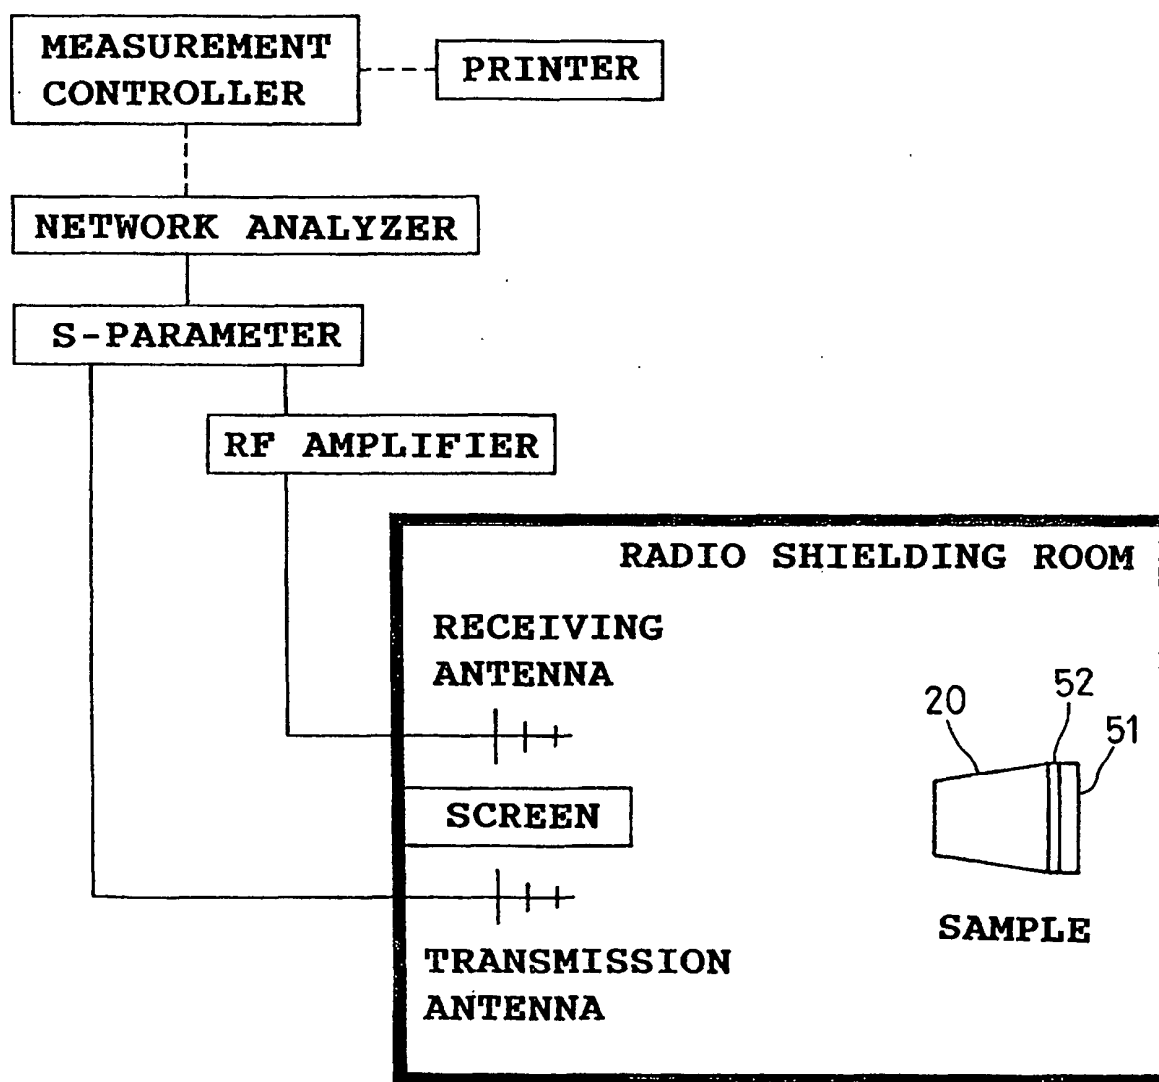 MEASUREMENT
CONTROLLER
PRINTER
NETWORK ANALYZER
S-PARAMETER
RF AMPLIFIER
RADIO SHIELDING ROOM
RECEIVING
ANTENNA
52
20
51
SCREEN
SAMPLE
TRANSMISSION
ANTENNA